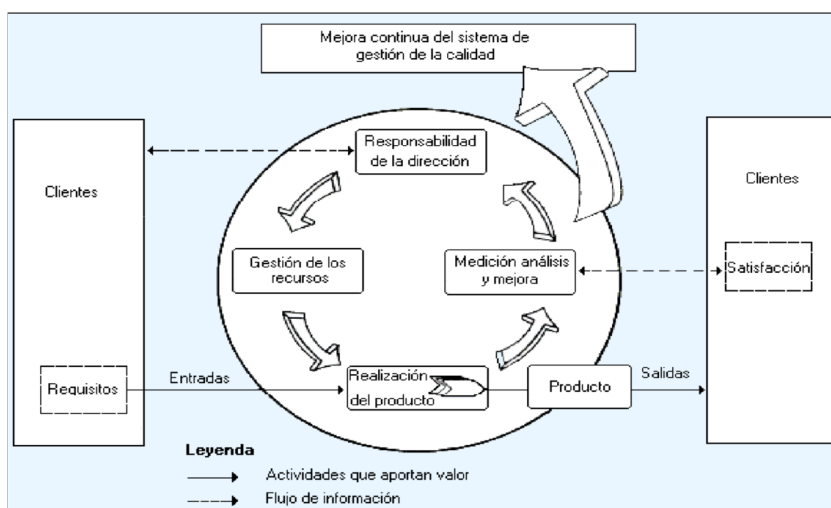 Mejora continua del sistema de
gestión de la calidad
Responsabilidad
de la dirección
Clientes
Clientes
Gestión de los
recursos
Medición análisis
y mejora
Satisfacción
Requisitos
Entradas
Realización
del producto
Producto
Salidas
Leyenda
Actividades que aportan valor
Flujo de información